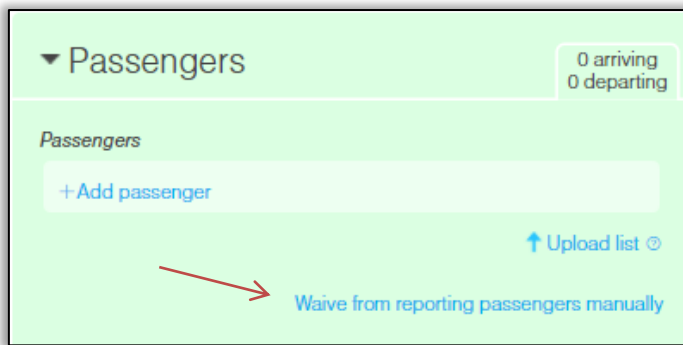 Passengers
0 arriving
0 departing
Passengers
+Add passenger
Upload list ?
Waive from reporting passengers manually